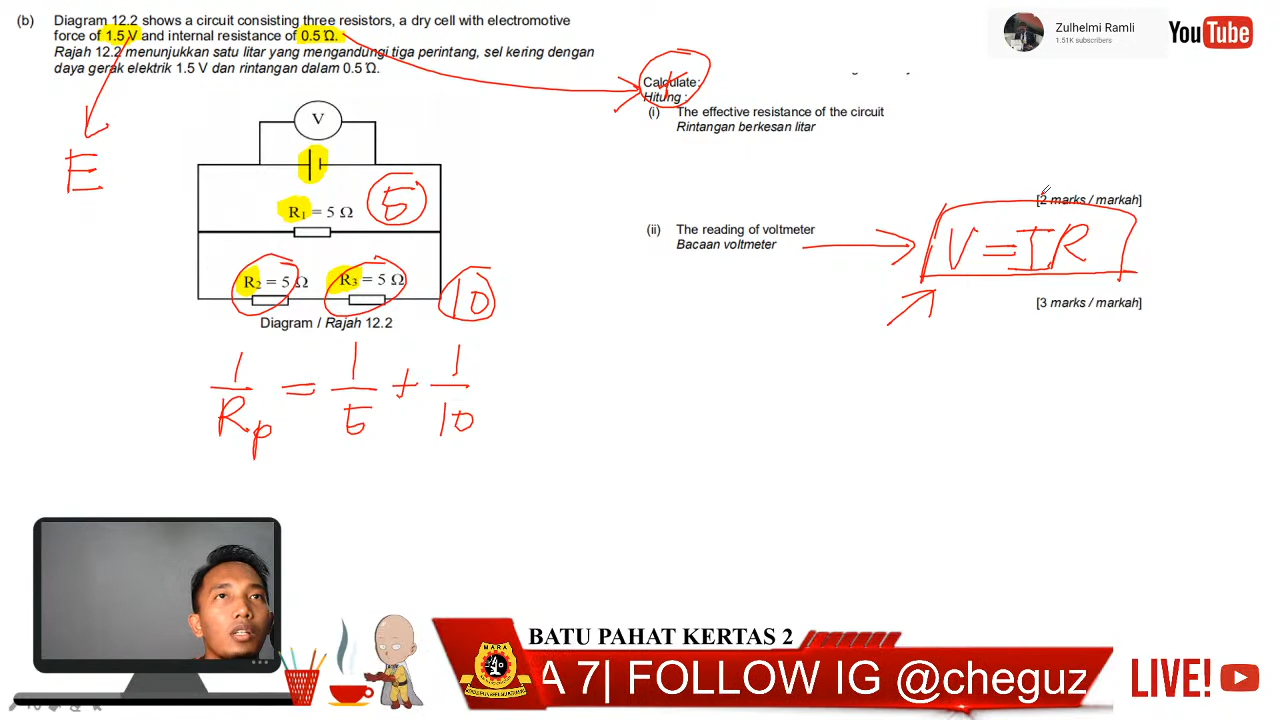 (b) Diagram 12.2 shows a circuit consisting three resistors, a dry cell with electromotive
force of 1.5 V and internal resistance of 0.5 Ω.
Rajah 12.2 menunjukkan satu litar yang mengandungi tiga perintang, sel kering dengan
daya gerak elektrik 1.5 V dan rintangan dalam 0.5 Ω.
E
V
R1 = 5 Ω
5
R2 = 5 Ω
R3 = 5 Ω
10
Diagram / Rajah 12.2
1/Rp = 1/5 + 1/10
Zulhelmi Ramli
1.51K subscribers
YouTube
Calculate:
Hitung :
(i) The effective resistance of the circuit
Rintangan berkesan litar
[2 marks / markah]
(ii) The reading of voltmeter
Bacaan voltmeter
V = IR
[3 marks / markah]
BATU PAHAT KERTAS 2
MARA
A 7| FOLLOW IG @cheguz
LIVE!